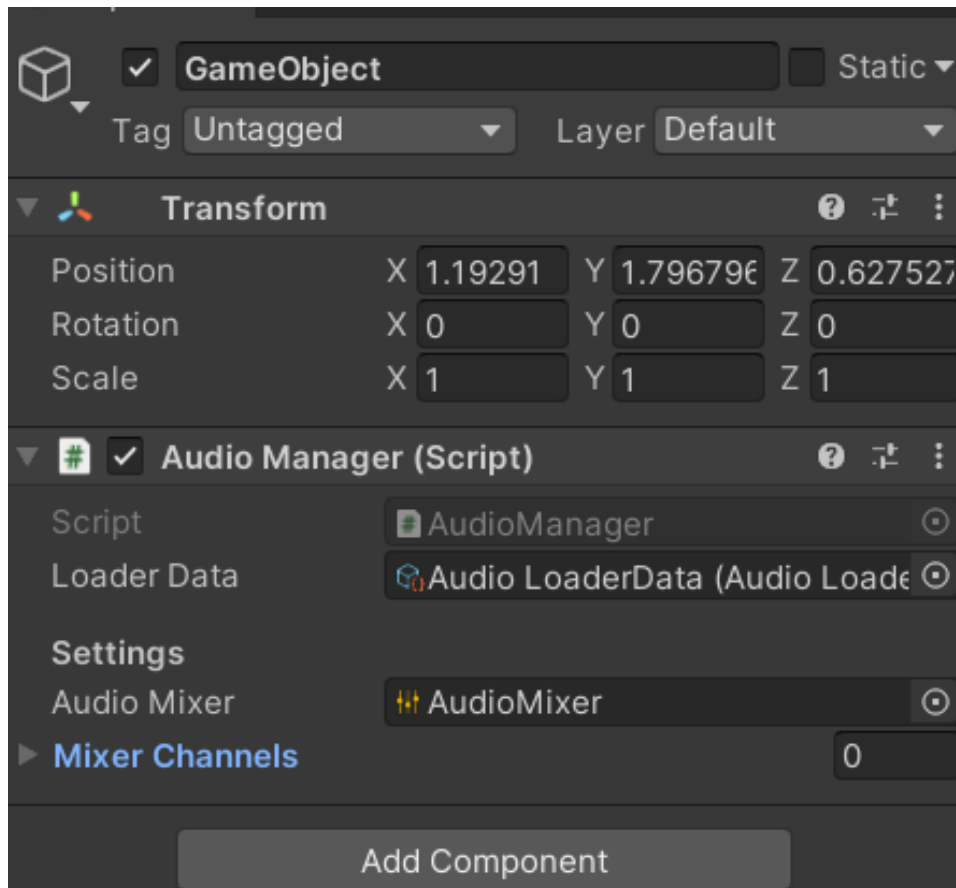 GameObject Static
Tag Untagged Layer Default
Transform
Position X 1.19291 Y 1.796796 Z 0.627527
Rotation X 0 Y 0 Z 0
Scale X 1 Y 1 Z 1
# Audio Manager (Script)
Script # AudioManager
Loader Data Audio LoaderData (Audio Loade
Settings
Audio Mixer AudioMixer
Mixer Channels 0
Add Component